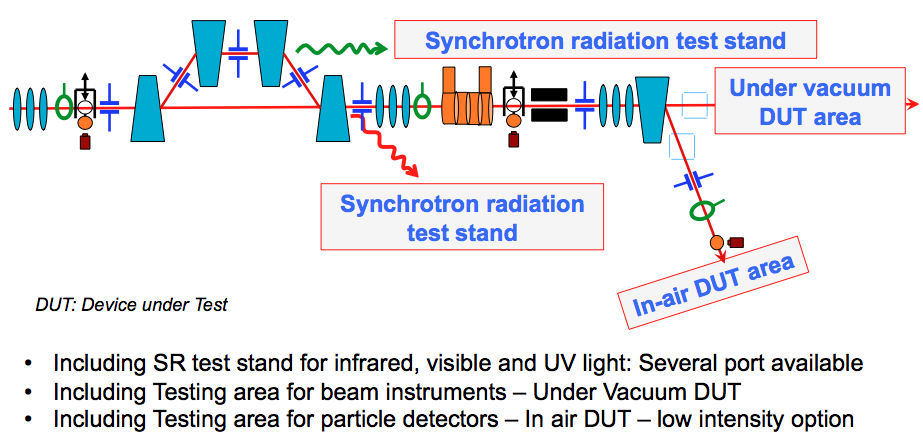 Synchrotron radiation test stand
Under vacuum
DUT area
Synchrotron radiation
test stand
In-air DUT area
DUT: Device under Test
• Including SR test stand for infrared, visible and UV light: Several port available
• Including Testing area for beam instruments – Under Vacuum DUT
• Including Testing area for particle detectors – In air DUT – low intensity option